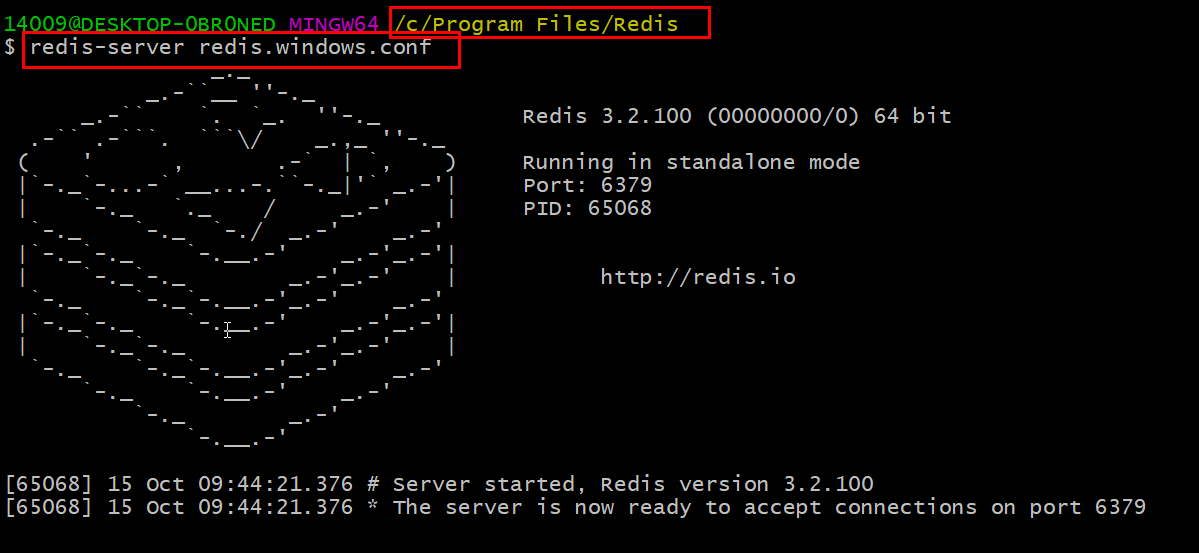 14009@DESKTOP-0BR0NED MINGW64 /c/Program Files/Redis
$ redis-server redis.windows.conf
Redis 3.2.100 (00000000/0) 64 bit
Running in standalone mode
Port: 6379
PID: 65068
http://redis.io
[65068] 15 Oct 09:44:21.376 # Server started, Redis version 3.2.100
[65068] 15 Oct 09:44:21.376 * The server is now ready to accept connections on port 6379